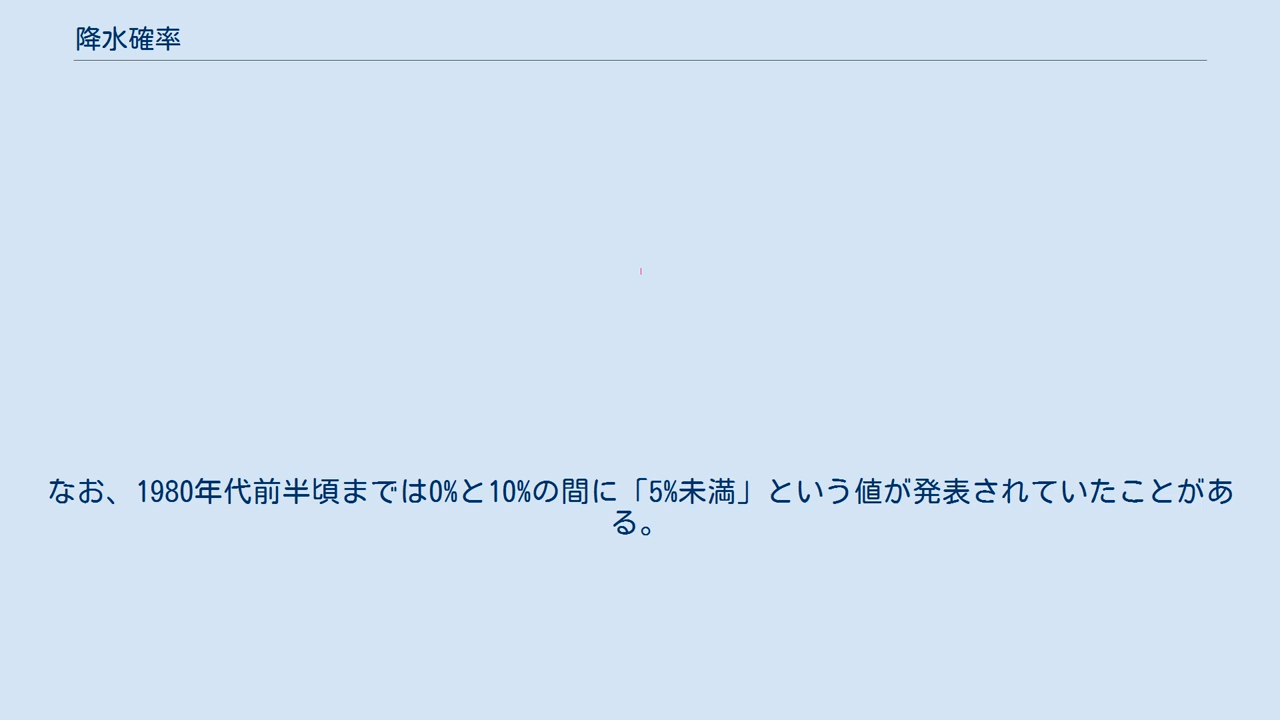 降水確率
なお、1980年代前半頃までは0%と10%の間に「5%未満」という値が発表されていたことがあ
る。